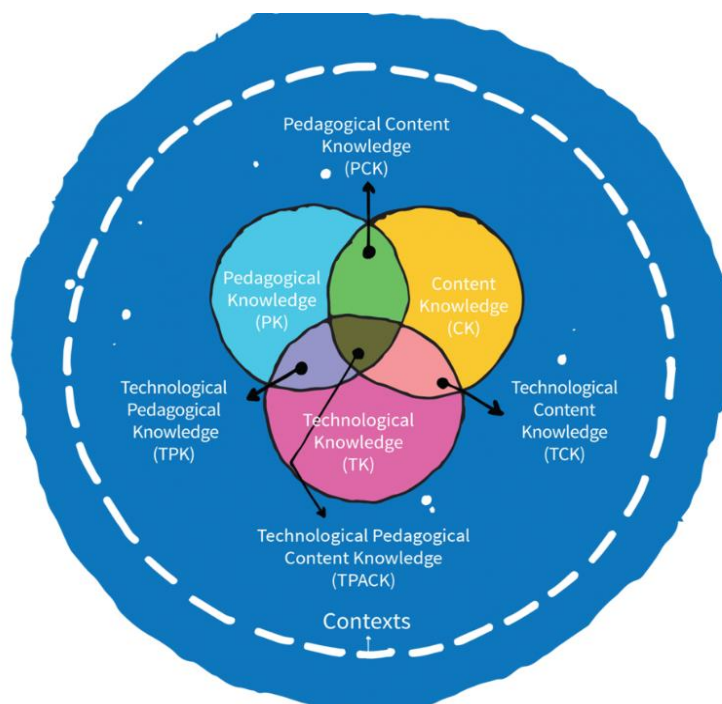 Pedagogical Content
Knowledge
(PCK)
Pedagogical
Knowledge
(PK)
Content
Knowledge
(CK)
Technological
Pedagogical
Knowledge
(TPK)
Technological
Knowledge
(TK)
Technological
Content
Knowledge
(TCK)
Technological Pedagogical
Content Knowledge
(TPACK)
Contexts